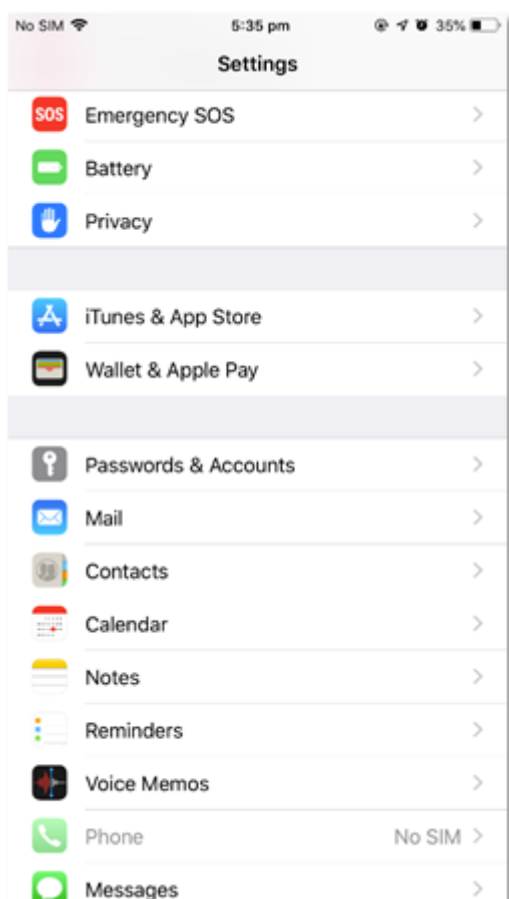 No SIM 5:35 pm 35%
Settings
SOS Emergency SOS
Battery
Privacy
iTunes & App Store
Wallet & Apple Pay
Passwords & Accounts
Mail
Contacts
Calendar
Notes
Reminders
Voice Memos
Phone No SIM
Messages